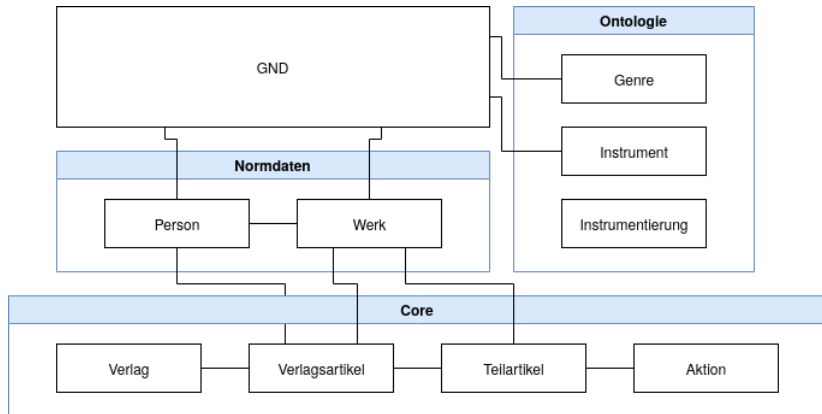 GND
Ontologie
Genre
Instrument
Instrumentierung
Normdaten
Person
Werk
Core
Verlag
Verlagsartikel
Teilartikel
Aktion